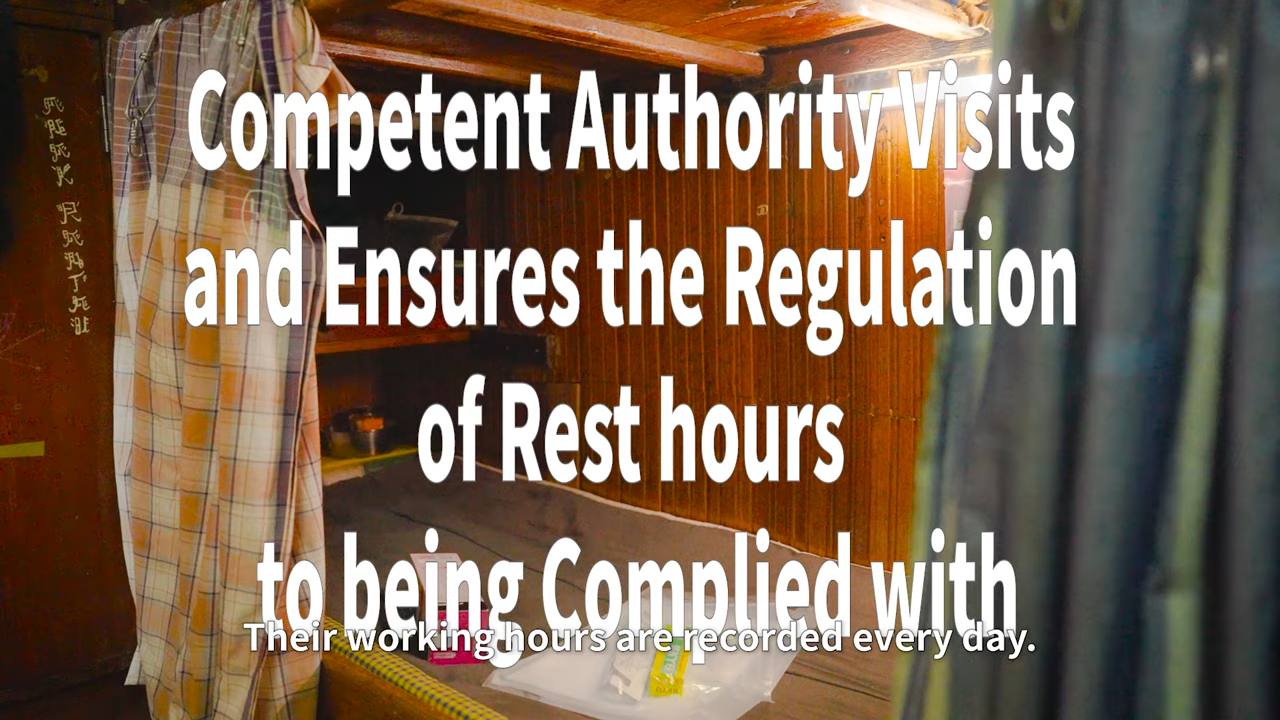 Competent Authority Visits
and Ensures the Regulation
of Rest hours
to being Complied with
Their working hours are recorded every day.